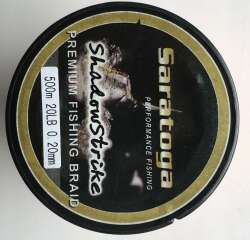 Saratoga
PERFORMANCE FISHING
ShadowStrike
PREMIUM FISHING BRAID
500m 20LB 0.20mm